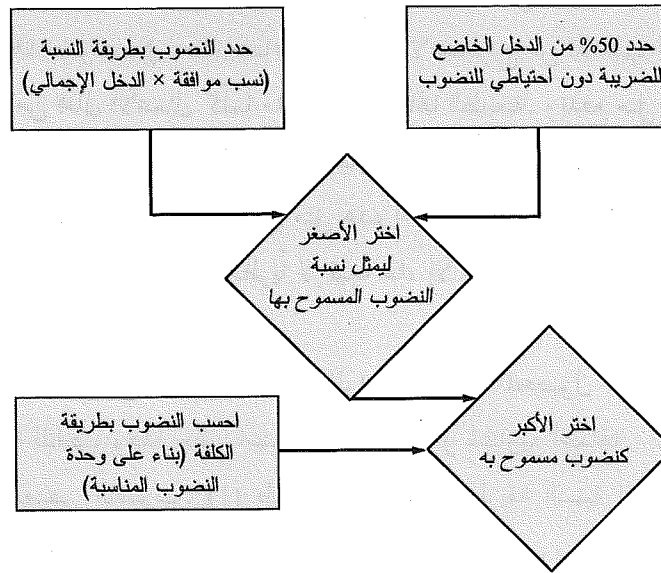 حدد 50% من الدخل الخاضع
للضريبة دون احتياطي للنضوب
حدد النضوب بطريقة النسبة
(نسب موافقة × الدخل الإجمالي)
اختر الأصغر
ليمثل نسبة
النضوب المسموح بها
اختر الأكبر
كنضوب مسموح به
احسب النضوب بطريقة
الكلفة (بناء على وحدة
النضوب المناسبة)